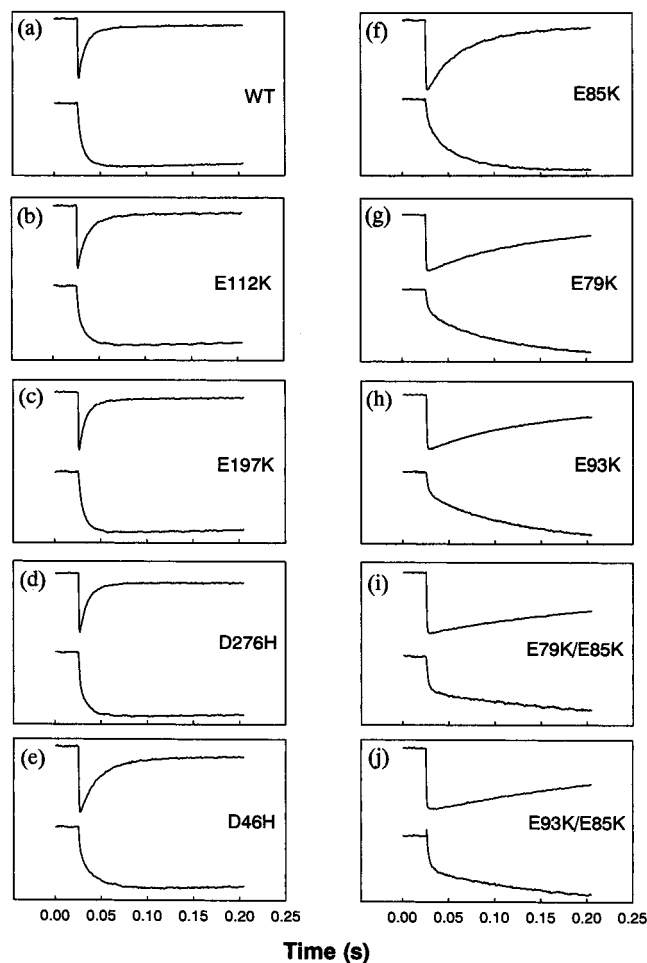 (a)
WT
(b)
E112K
(c)
E197K
(d)
D276H
(e)
D46H
0.00 0.05 0.10 0.15 0.20 0.25
(f)
E85K
(g)
E79K
(h)
E93K
(i)
E79K/E85K
(j)
E93K/E85K
0.00 0.05 0.10 0.15 0.20 0.25
Time (s)